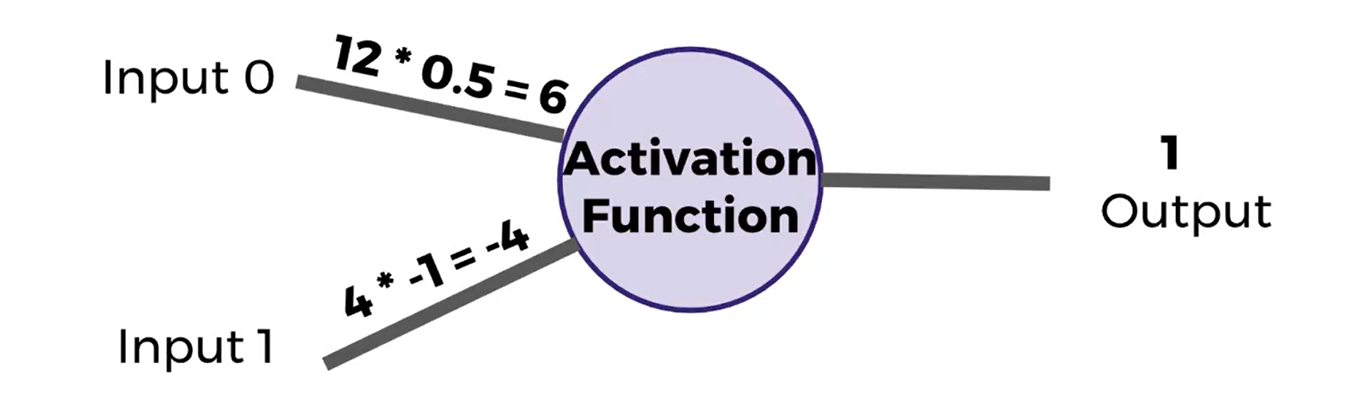 Input 0
12 * 0.5 = 6
Activation
Function
1
Output
4 * -1 = -4
Input 1